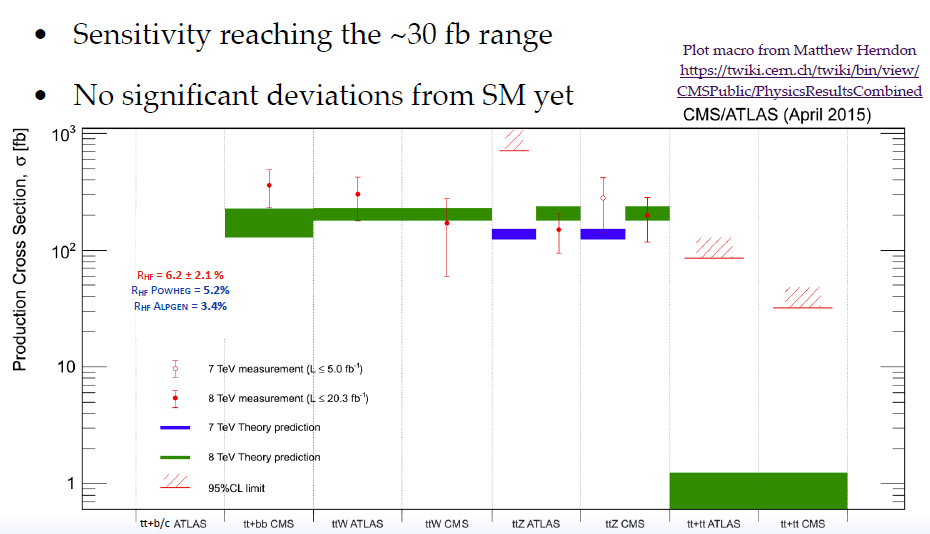 • Sensitivity reaching the ~30 fb range
• No significant deviations from SM yet
Plot macro from Matthew Herndon
https://twiki.cern.ch/twiki/bin/view/
CMSPublic/PhysicsResultsCombined
CMS/ATLAS (April 2015)
Production Cross Section, σ [fb]
10³
10²
10
1
RHF = 6.2 ± 2.1 %
RHF POWHEG = 5.2%
RHF ALPGEN = 3.4%
7 TeV measurement (L ≤ 5.0 fb⁻¹)
8 TeV measurement (L ≤ 20.3 fb⁻¹)
7 TeV Theory prediction
8 TeV Theory prediction
95%CL limit
tt+b/c ATLAS
tt+bb CMS
ttW ATLAS
ttW CMS
ttZ ATLAS
ttZ CMS
tt+tt ATLAS
tt+tt CMS